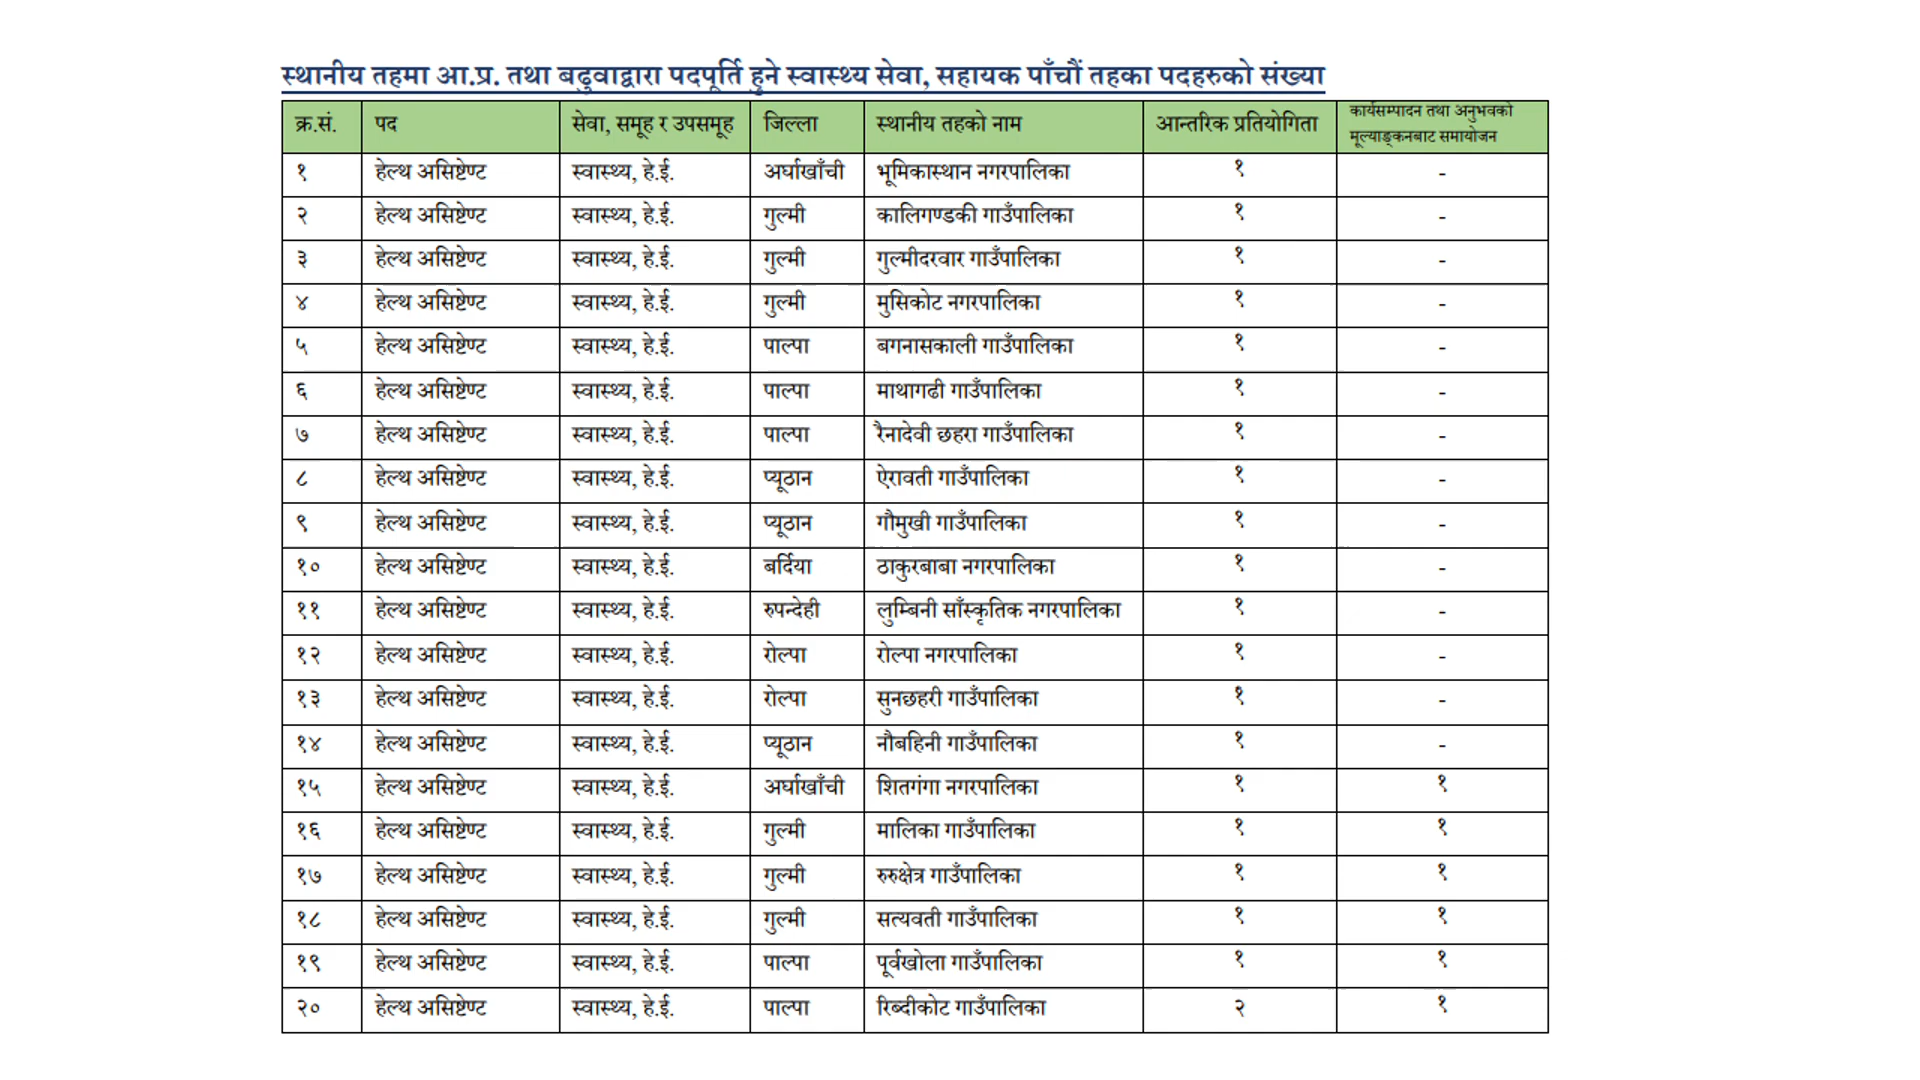 स्थानीय तहमा आ.प्र. तथा बढुवाद्वारा पदपूर्ति हुने स्वास्थ्य सेवा, सहायक पाँचौं तहका पदहरुको संख्या
क्र.सं. पद सेवा, समूह र उपसमूह जिल्ला स्थानीय तहको नाम आन्तरिक प्रतियोगिता कार्यसम्पादन तथा अनुभवको मूल्याङ्कनबाट समायोजन
१ हेल्थ असिष्टेण्ट स्वास्थ्य, हे.ई. अर्घाखाँची भूमिकास्थान नगरपालिका १ -
२ हेल्थ असिष्टेण्ट स्वास्थ्य, हे.ई. गुल्मी कालिगण्डकी गाउँपालिका १ -
३ हेल्थ असिष्टेण्ट स्वास्थ्य, हे.ई. गुल्मी गुल्मीदरवार गाउँपालिका १ -
४ हेल्थ असिष्टेण्ट स्वास्थ्य, हे.ई. गुल्मी मुसिकोट नगरपालिका १ -
५ हेल्थ असिष्टेण्ट स्वास्थ्य, हे.ई. पाल्पा बगनासकाली गाउँपालिका १ -
६ हेल्थ असिष्टेण्ट स्वास्थ्य, हे.ई. पाल्पा माथागढी गाउँपालिका १ -
७ हेल्थ असिष्टेण्ट स्वास्थ्य, हे.ई. पाल्पा रैनादेवी छहरा गाउँपालिका १ -
८ हेल्थ असिष्टेण्ट स्वास्थ्य, हे.ई. प्यूठान ऐरावती गाउँपालिका १ -
९ हेल्थ असिष्टेण्ट स्वास्थ्य, हे.ई. प्यूठान गौमुखी गाउँपालिका १ -
१० हेल्थ असिष्टेण्ट स्वास्थ्य, हे.ई. बर्दिया ठाकुरबाबा नगरपालिका १ -
११ हेल्थ असिष्टेण्ट स्वास्थ्य, हे.ई. रुपन्देही लुम्बिनी साँस्कृतिक नगरपालिका १ -
१२ हेल्थ असिष्टेण्ट स्वास्थ्य, हे.ई. रोल्पा रोल्पा नगरपालिका १ -
१३ हेल्थ असिष्टेण्ट स्वास्थ्य, हे.ई. रोल्पा सुनछहरी गाउँपालिका १ -
१४ हेल्थ असिष्टेण्ट स्वास्थ्य, हे.ई. प्यूठान नौबहिनी गाउँपालिका १ -
१५ हेल्थ असिष्टेण्ट स्वास्थ्य, हे.ई. अर्घाखाँची शितगंगा नगरपालिका १ १
१६ हेल्थ असिष्टेण्ट स्वास्थ्य, हे.ई. गुल्मी मालिका गाउँपालिका १ १
१७ हेल्थ असिष्टेण्ट स्वास्थ्य, हे.ई. गुल्मी रुरुक्षेत्र गाउँपालिका १ १
१८ हेल्थ असिष्टेण्ट स्वास्थ्य, हे.ई. गुल्मी सत्यवती गाउँपालिका १ १
१९ हेल्थ असिष्टेण्ट स्वास्थ्य, हे.ई. पाल्पा पूर्वखोला गाउँपालिका १ १
२० हेल्थ असिष्टेण्ट स्वास्थ्य, हे.ई. पाल्पा रिब्दीकोट गाउँपालिका २ १